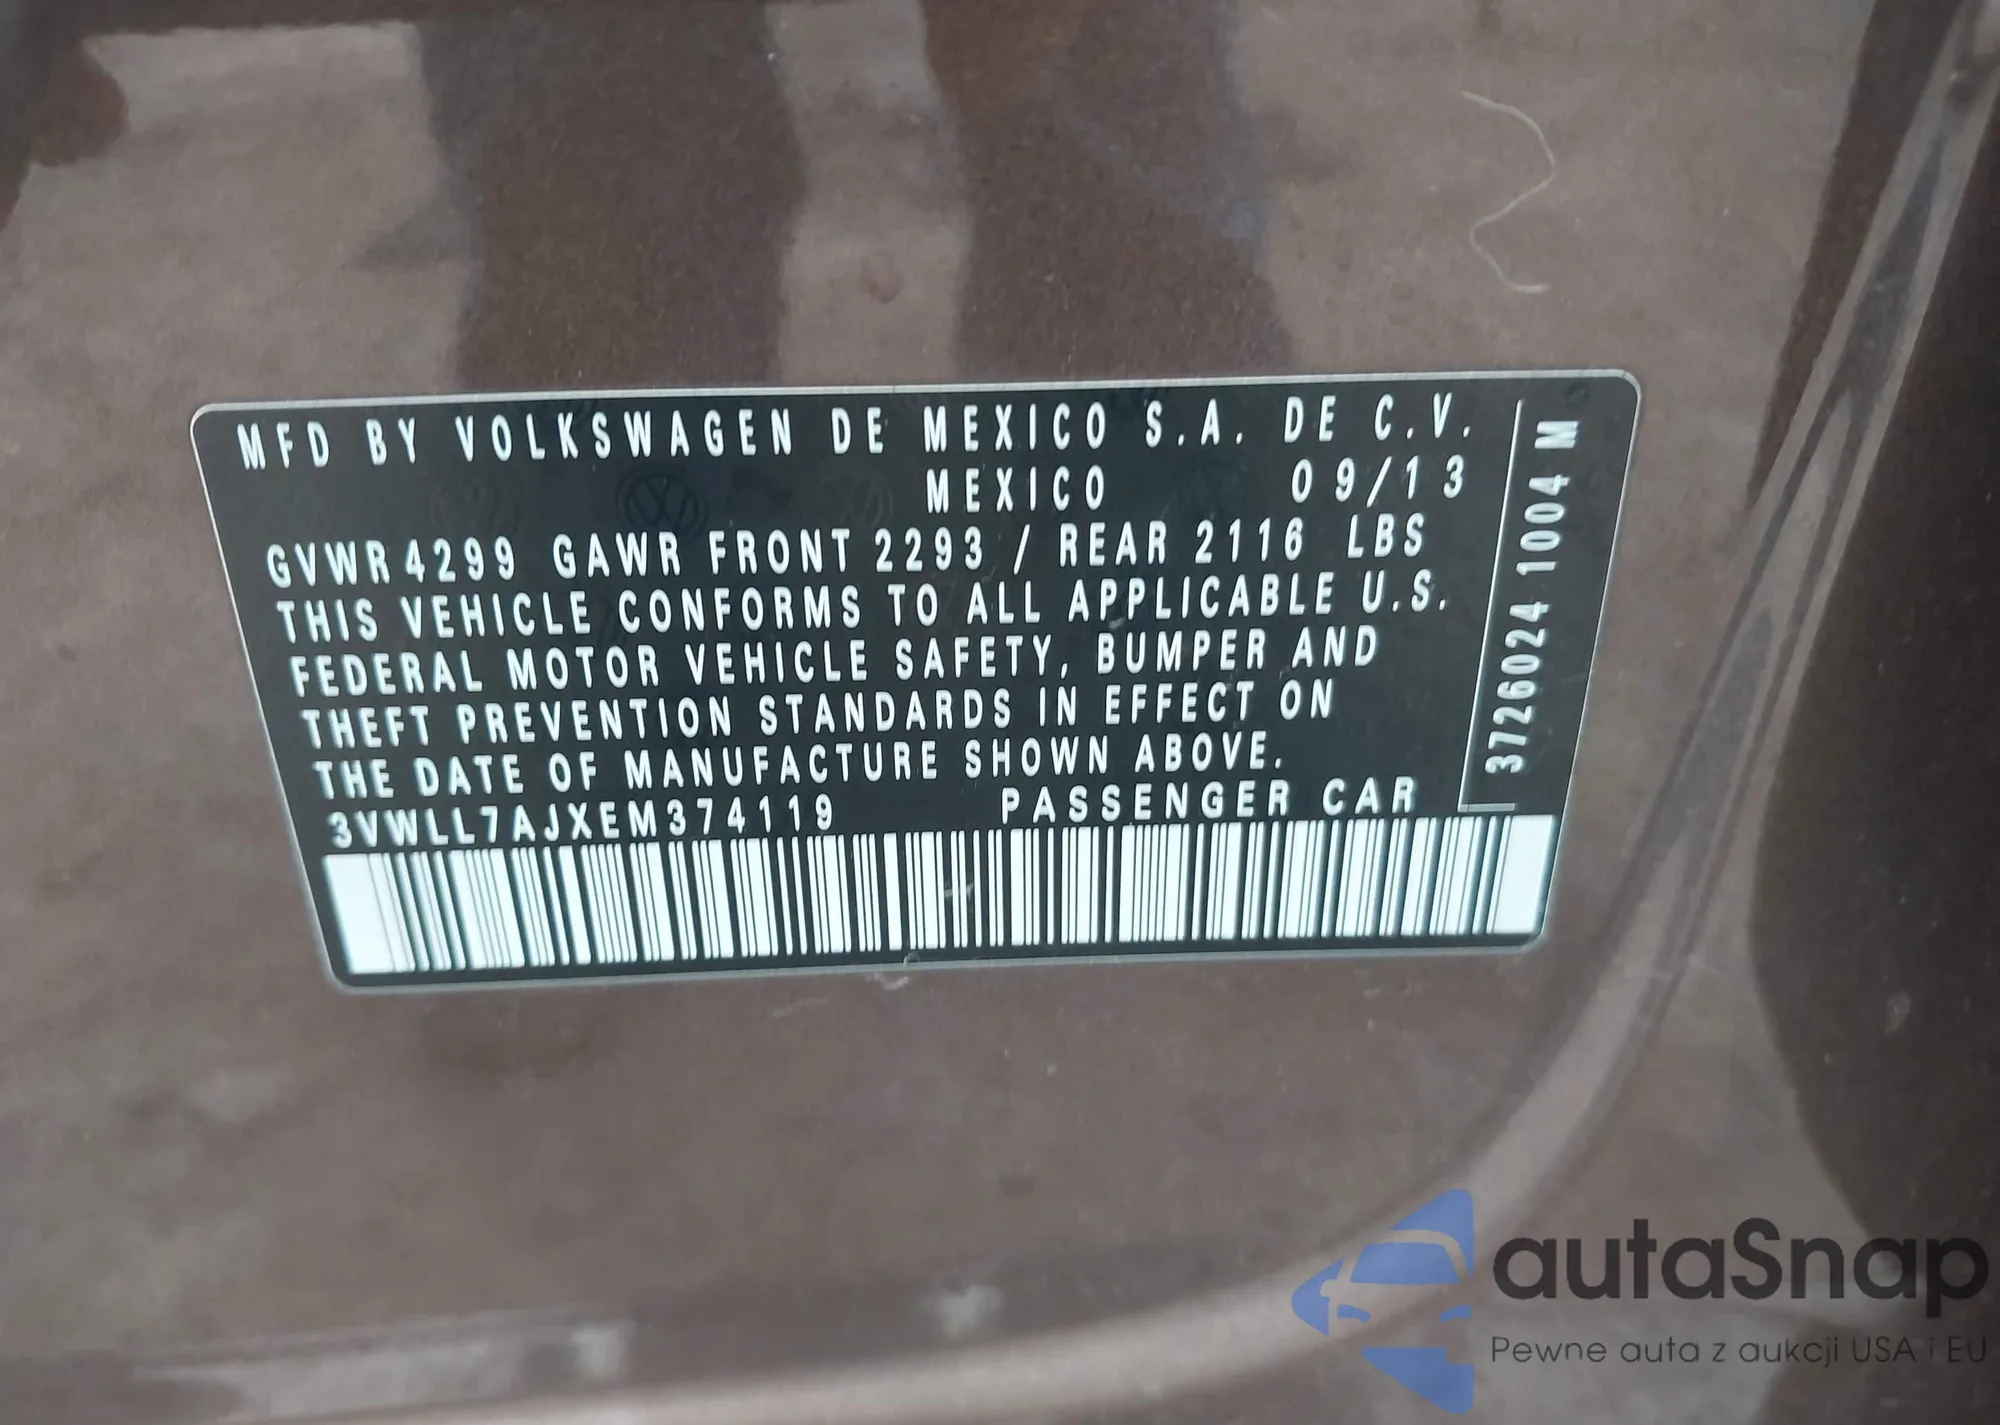 MFD BY VOLKSWAGEN DE MEXICO S.A. DE C.V.
MEXICO 09/13
GVWR 4299 GAWR FRONT 2293 / REAR 2116 LBS
THIS VEHICLE CONFORMS TO ALL APPLICABLE U.S.
FEDERAL MOTOR VEHICLE SAFETY, BUMPER AND
THEFT PREVENTION STANDARDS IN EFFECT ON
THE DATE OF MANUFACTURE SHOWN ABOVE.
3VWLL7AJXEM374119 PASSENGER CAR
3726024 1004 M
autaSnap
Pewne auta z aukcji USA i EU